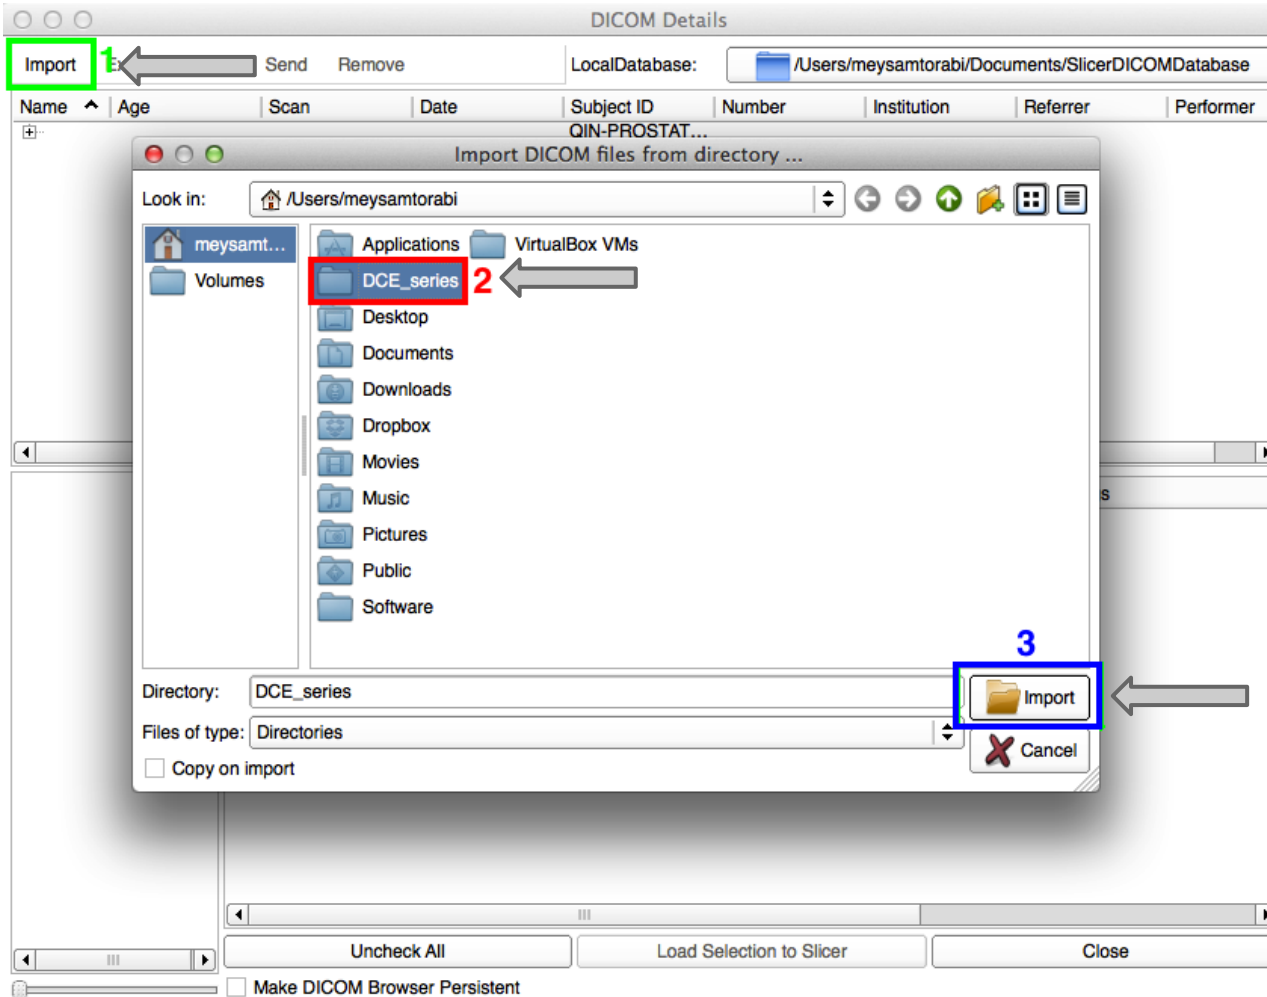 DICOM Details
Import 1 Send Remove LocalDatabase: /Users/meysamtorabi/Documents/SlicerDICOMDatabase
Name Age Scan Date Subject ID Number Institution Referrer Performer
QIN-PROSTAT...
Import DICOM files from directory ...
Look in: /Users/meysamtorabi
meysamt... Applications VirtualBox VMs
Volumes DCE_series 2
Desktop
Documents
Downloads
Dropbox
Movies
Music
Pictures
Public
Software
3
Directory: DCE_series Import
Files of type: Directories Cancel
Copy on import
Uncheck All Load Selection to Slicer Close
Make DICOM Browser Persistent